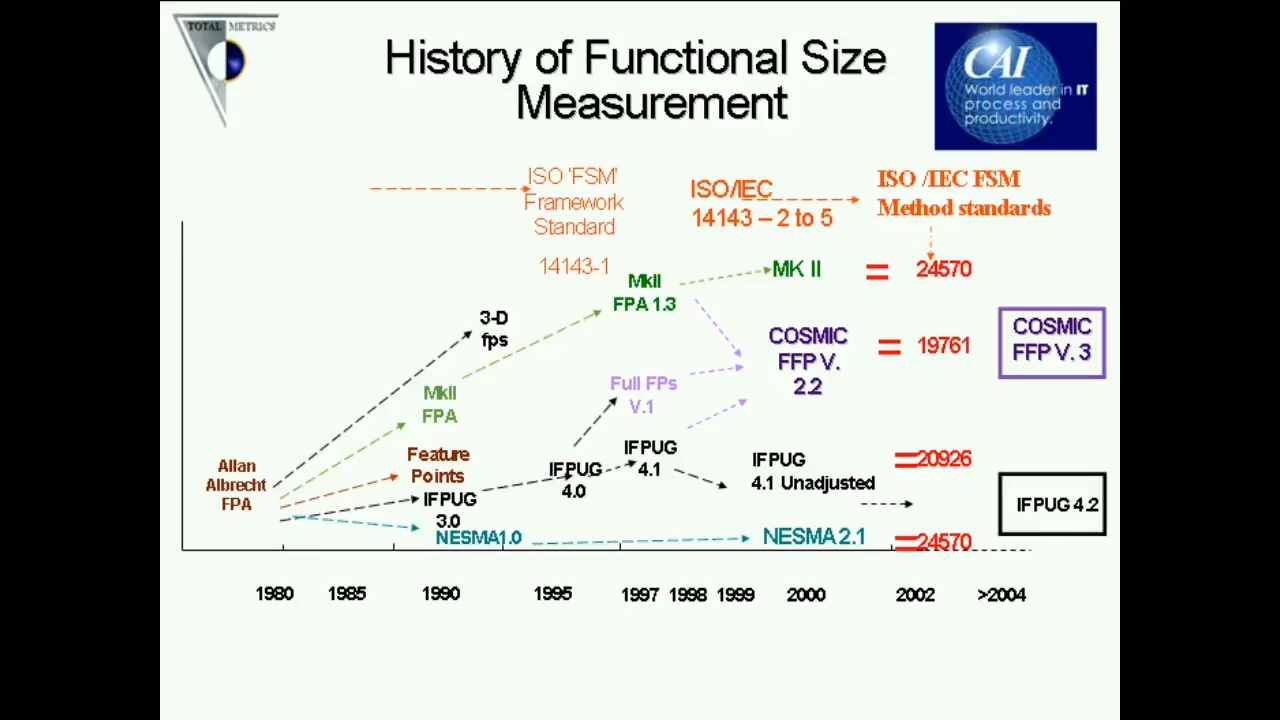 TOTAL METRICS
History of Functional Size
Measurement
CAI
World leader in IT
process and
productivity.
ISO 'FSM'
Framework
Standard
14143-1
ISO/IEC
14143 – 2 to 5
ISO /IEC FSM
Method standards
MkII
FPA 1.3
MK II
= 24570
3-D
fps
COSMIC
FFP V.
2.2
= 19761
COSMIC
FFP V. 3
MkII
FPA
Full FPs
V.1
Allan
Albrecht
FPA
Feature
Points
IFPUG
3.0
NESMA1.0
IFPUG
4.0
IFPUG
4.1
IFPUG
4.1 Unadjusted
=20926
IFPUG 4.2
NESMA 2.1
=24570
1980 1985 1990 1995 1997 1998 1999 2000 2002 >2004